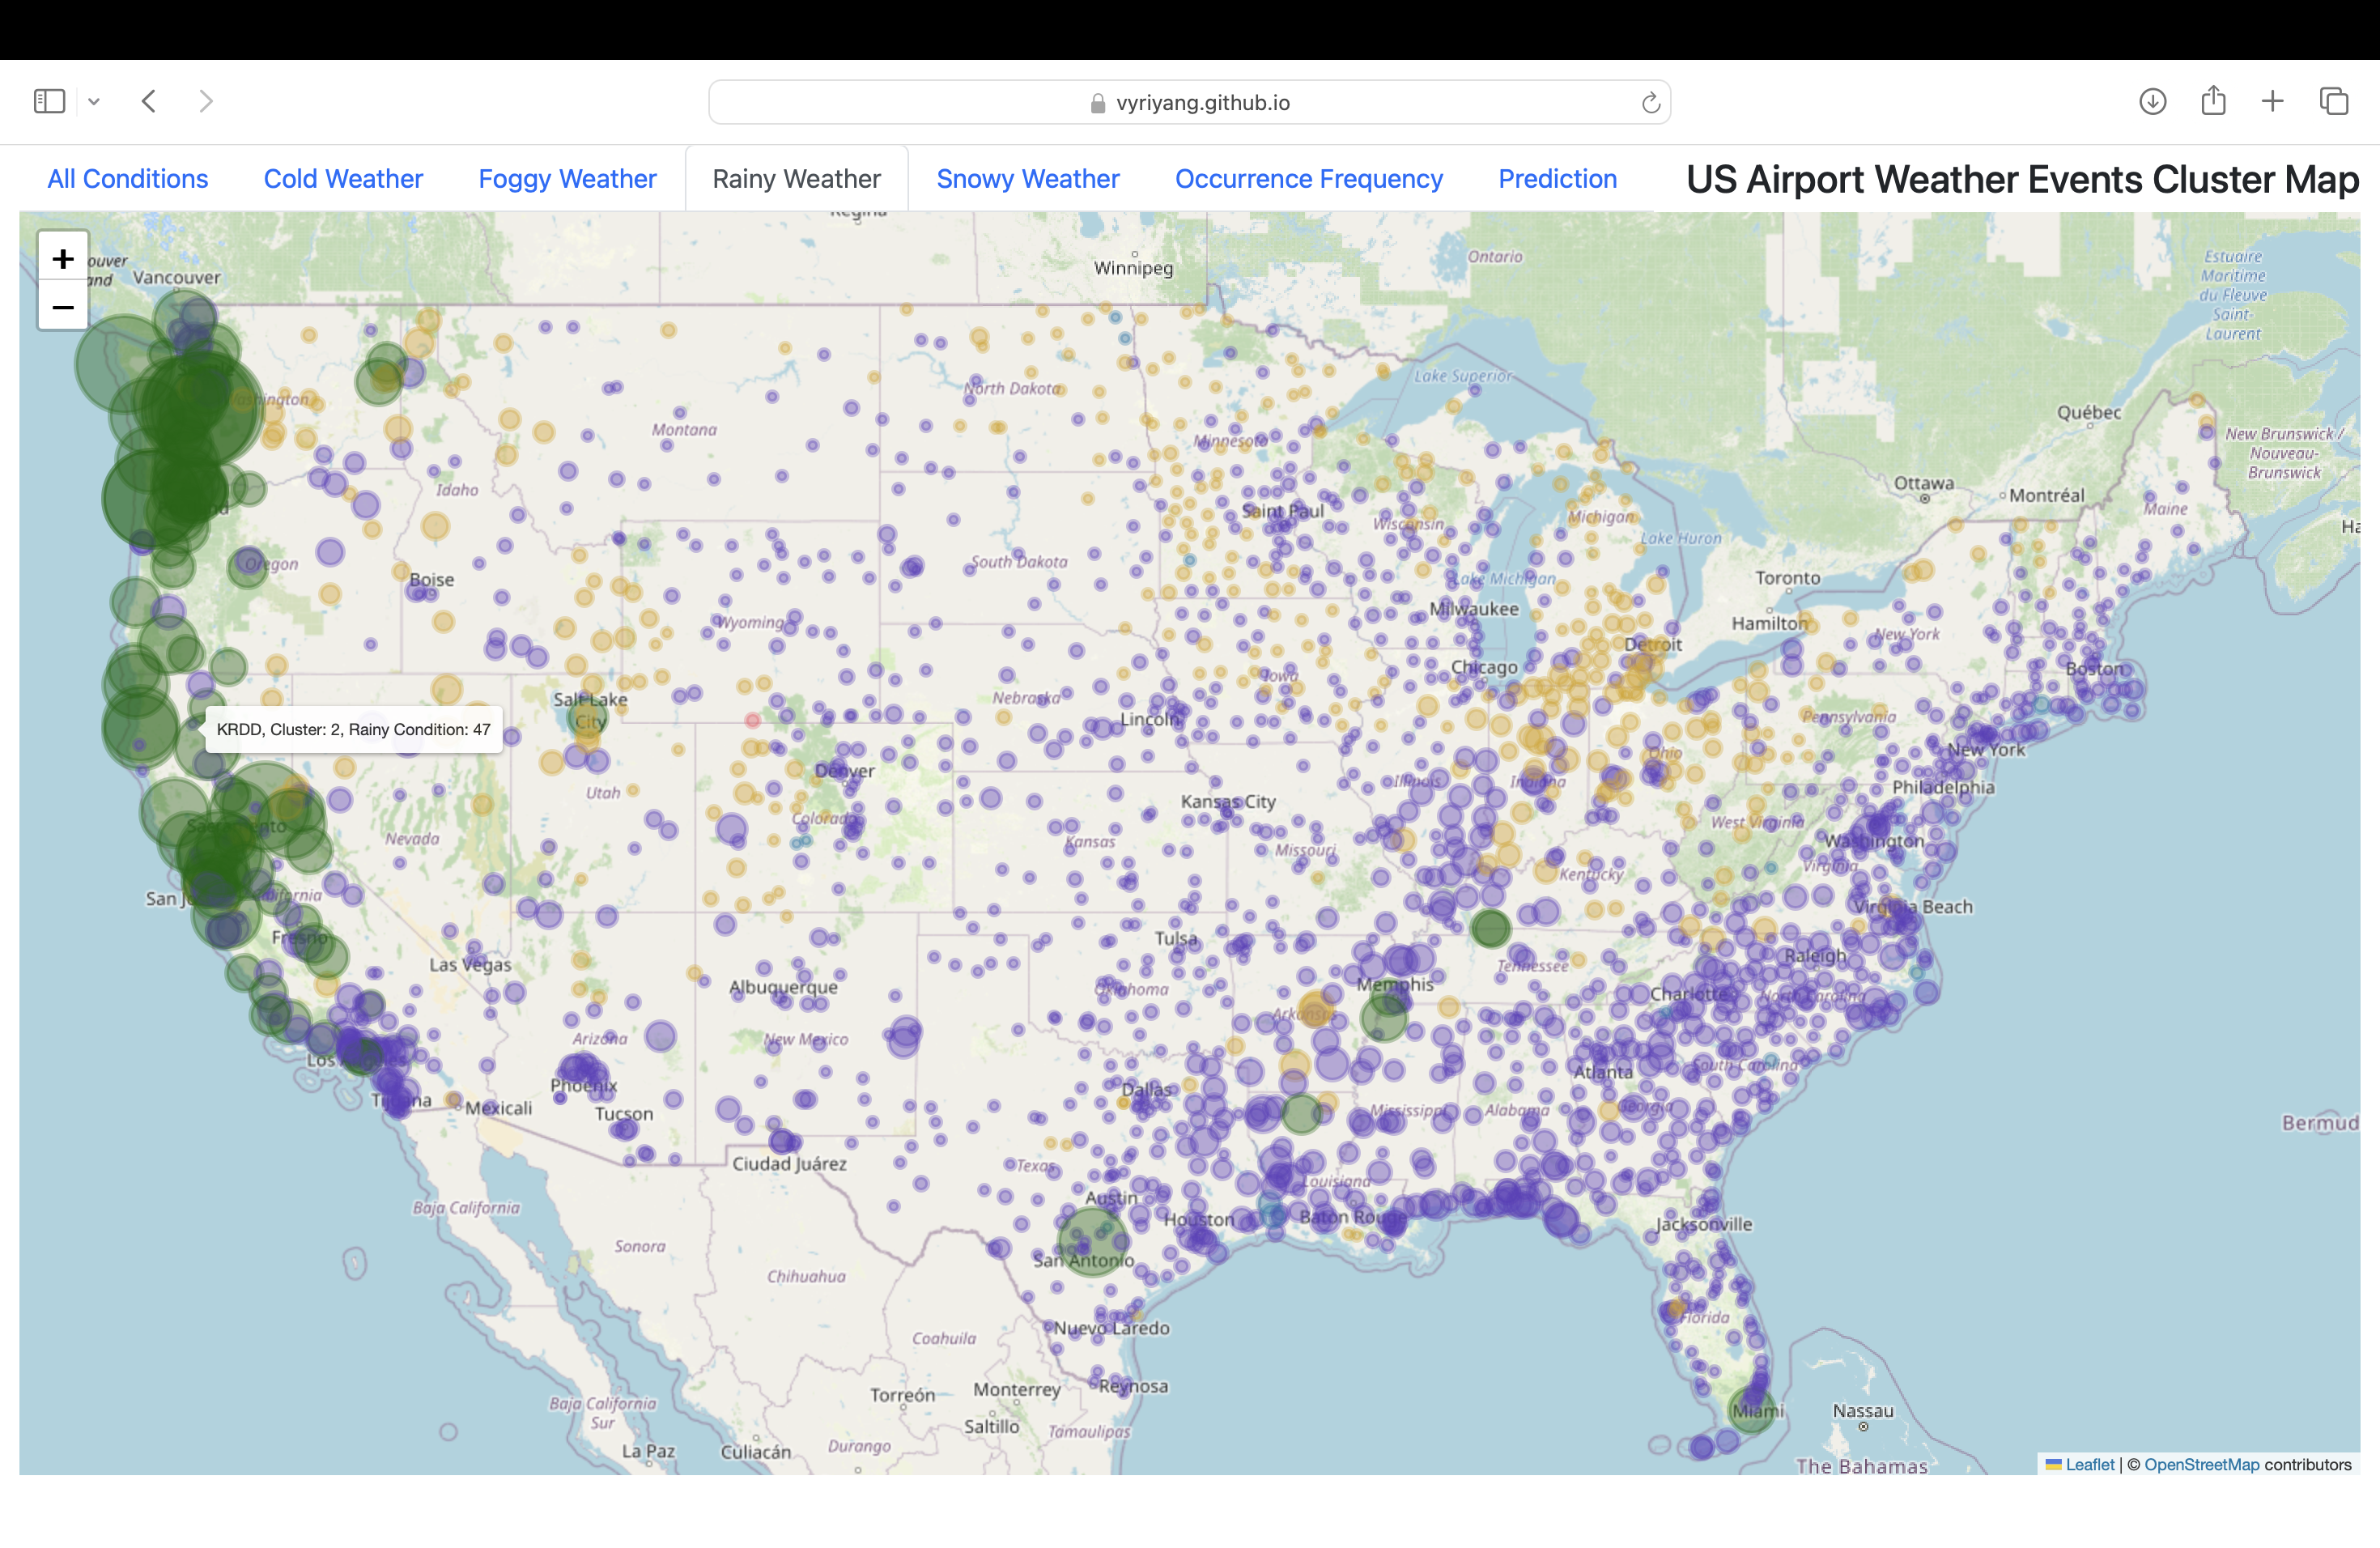 vyriyang.github.io
All Conditions
Cold Weather
Foggy Weather
Rainy Weather
Snowy Weather
Occurrence Frequency
Prediction
US Airport Weather Events Cluster Map
+
−
Regina
ouver
and
Vancouver
Winnipeg
Ontario
Estuaire
Maritime
du Fleuve
Saint-
Laurent
Washington
North Dakota
Lake Superior
Québec
Montana
Minnesota
New Brunswick /
Nouveau-
Brunswick
Idaho
Ottawa
Montréal
Saint Paul
Wisconsin
Michigan
Maine
Ha
Lake Huron
Oregon
South Dakota
Boise
Lake Michigan
Toronto
Milwaukee
Hamilton
Wyoming
New York
Detroit
Chicago
Boston
Iowa
Salt Lake
City
Nebraska
Lincoln
Pennsylvania
KRDD, Cluster: 2, Rainy Condition: 47
New York
Ohio
Denver
Illinois
Indiana
Utah
Philadelphia
Kansas City
Colorado
West Virginia
Sacramento
Nevada
Kansas
Missouri
Washington
Virginia
Kentucky
San Jo
California
Virginia Beach
Fresno
Tulsa
Las Vegas
Tennessee
Raleigh
Albuquerque
Oklahoma
Memphis
Charlotte
North Carolina
Arkansas
Arizona
New Mexico
Los Angeles
South Carolina
Atlanta
Phoenix
Dallas
Tijuana
Mexicali
Tucson
Mississippi
Alabama
Georgia
Bermud
Ciudad Juárez
Texas
Louisiana
Austin
Baja California
Houston
Baton Rouge
Jacksonville
Sonora
San Antonio
Chihuahua
Florida
Coahuila
Nuevo Laredo
Torreón
Monterrey
Reynosa
Baja California
Sur
Saltillo
Miami
Nassau
La Paz
Culiacán
Durango
Tamaulipas
The Bahamas
Leaflet | © OpenStreetMap contributors